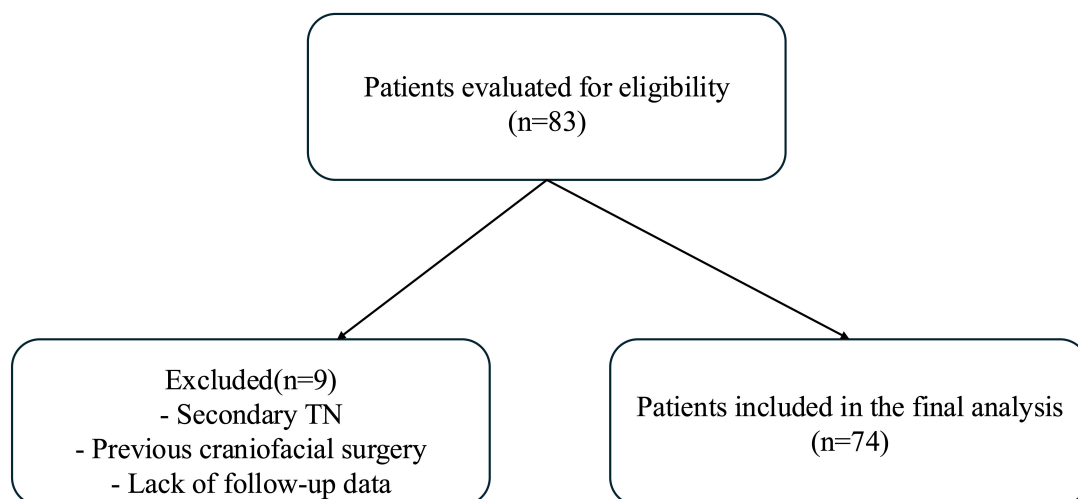 Patients evaluated for eligibility
(n=83)
Excluded(n=9)
- Secondary TN
- Previous craniofacial surgery
- Lack of follow-up data
Patients included in the final analysis
(n=74)